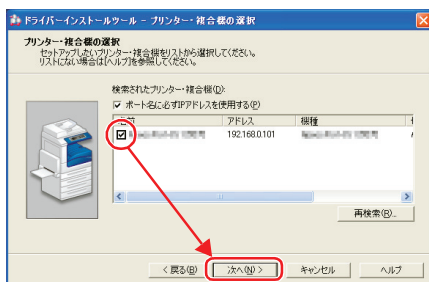 ドライバーインストールツール - プリンター・複合機の選択
プリンター・複合機の選択
セットアップしたいプリンター・複合機をリストから選択してください。
リストにない場合は[ヘルプ]を参照してください。
検索されたプリンター・複合機(D):
ポート名に必ずIPアドレスを使用する(P)
名前 アドレス 機種
192.168.0.101
再検索(R)...
< 戻る(B) 次へ(N) > キャンセル ヘルプ